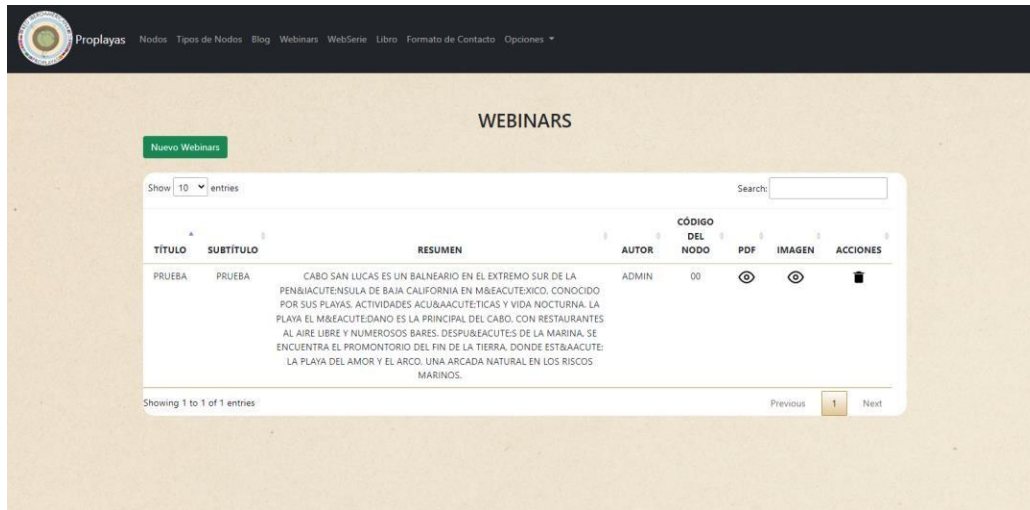 Proplayas Nodos Tipos de Nodos Blog Webinars WebSerie Libro Formato de Contacto Opciones
WEBINARS
Nuevo Webinars
Show 10 entries
Search:
TÍTULO SUBTÍTULO RESUMEN AUTOR CÓDIGO DEL NODO PDF IMAGEN ACCIONES
PRUEBA PRUEBA CABO SAN LUCAS ES UN BALNEARIO EN EL EXTREMO SUR DE LA ADMIN 00
PEN&IACUTE;NSULA DE BAJA CALIFORNIA EN M&EACUTE;XICO, CONOCIDO
POR SUS PLAYAS, ACTIVIDADES ACU&AACUTE;TICAS Y VIDA NOCTURNA. LA
PLAYA EL M&EACUTE;DANO ES LA PRINCIPAL DEL CABO, CON RESTAURANTES
AL AIRE LIBRE Y NUMEROSOS BARES. DESPU&EACUTE;S DE LA MARINA, SE
ENCUENTRA EL PROMONTORIO DEL FIN DE LA TIERRA, DONDE EST&AACUTE;
LA PLAYA DEL AMOR Y EL ARCO, UNA ARCADA NATURAL EN LOS RISCOS
MARINOS.
Showing 1 to 1 of 1 entries
Previous 1 Next